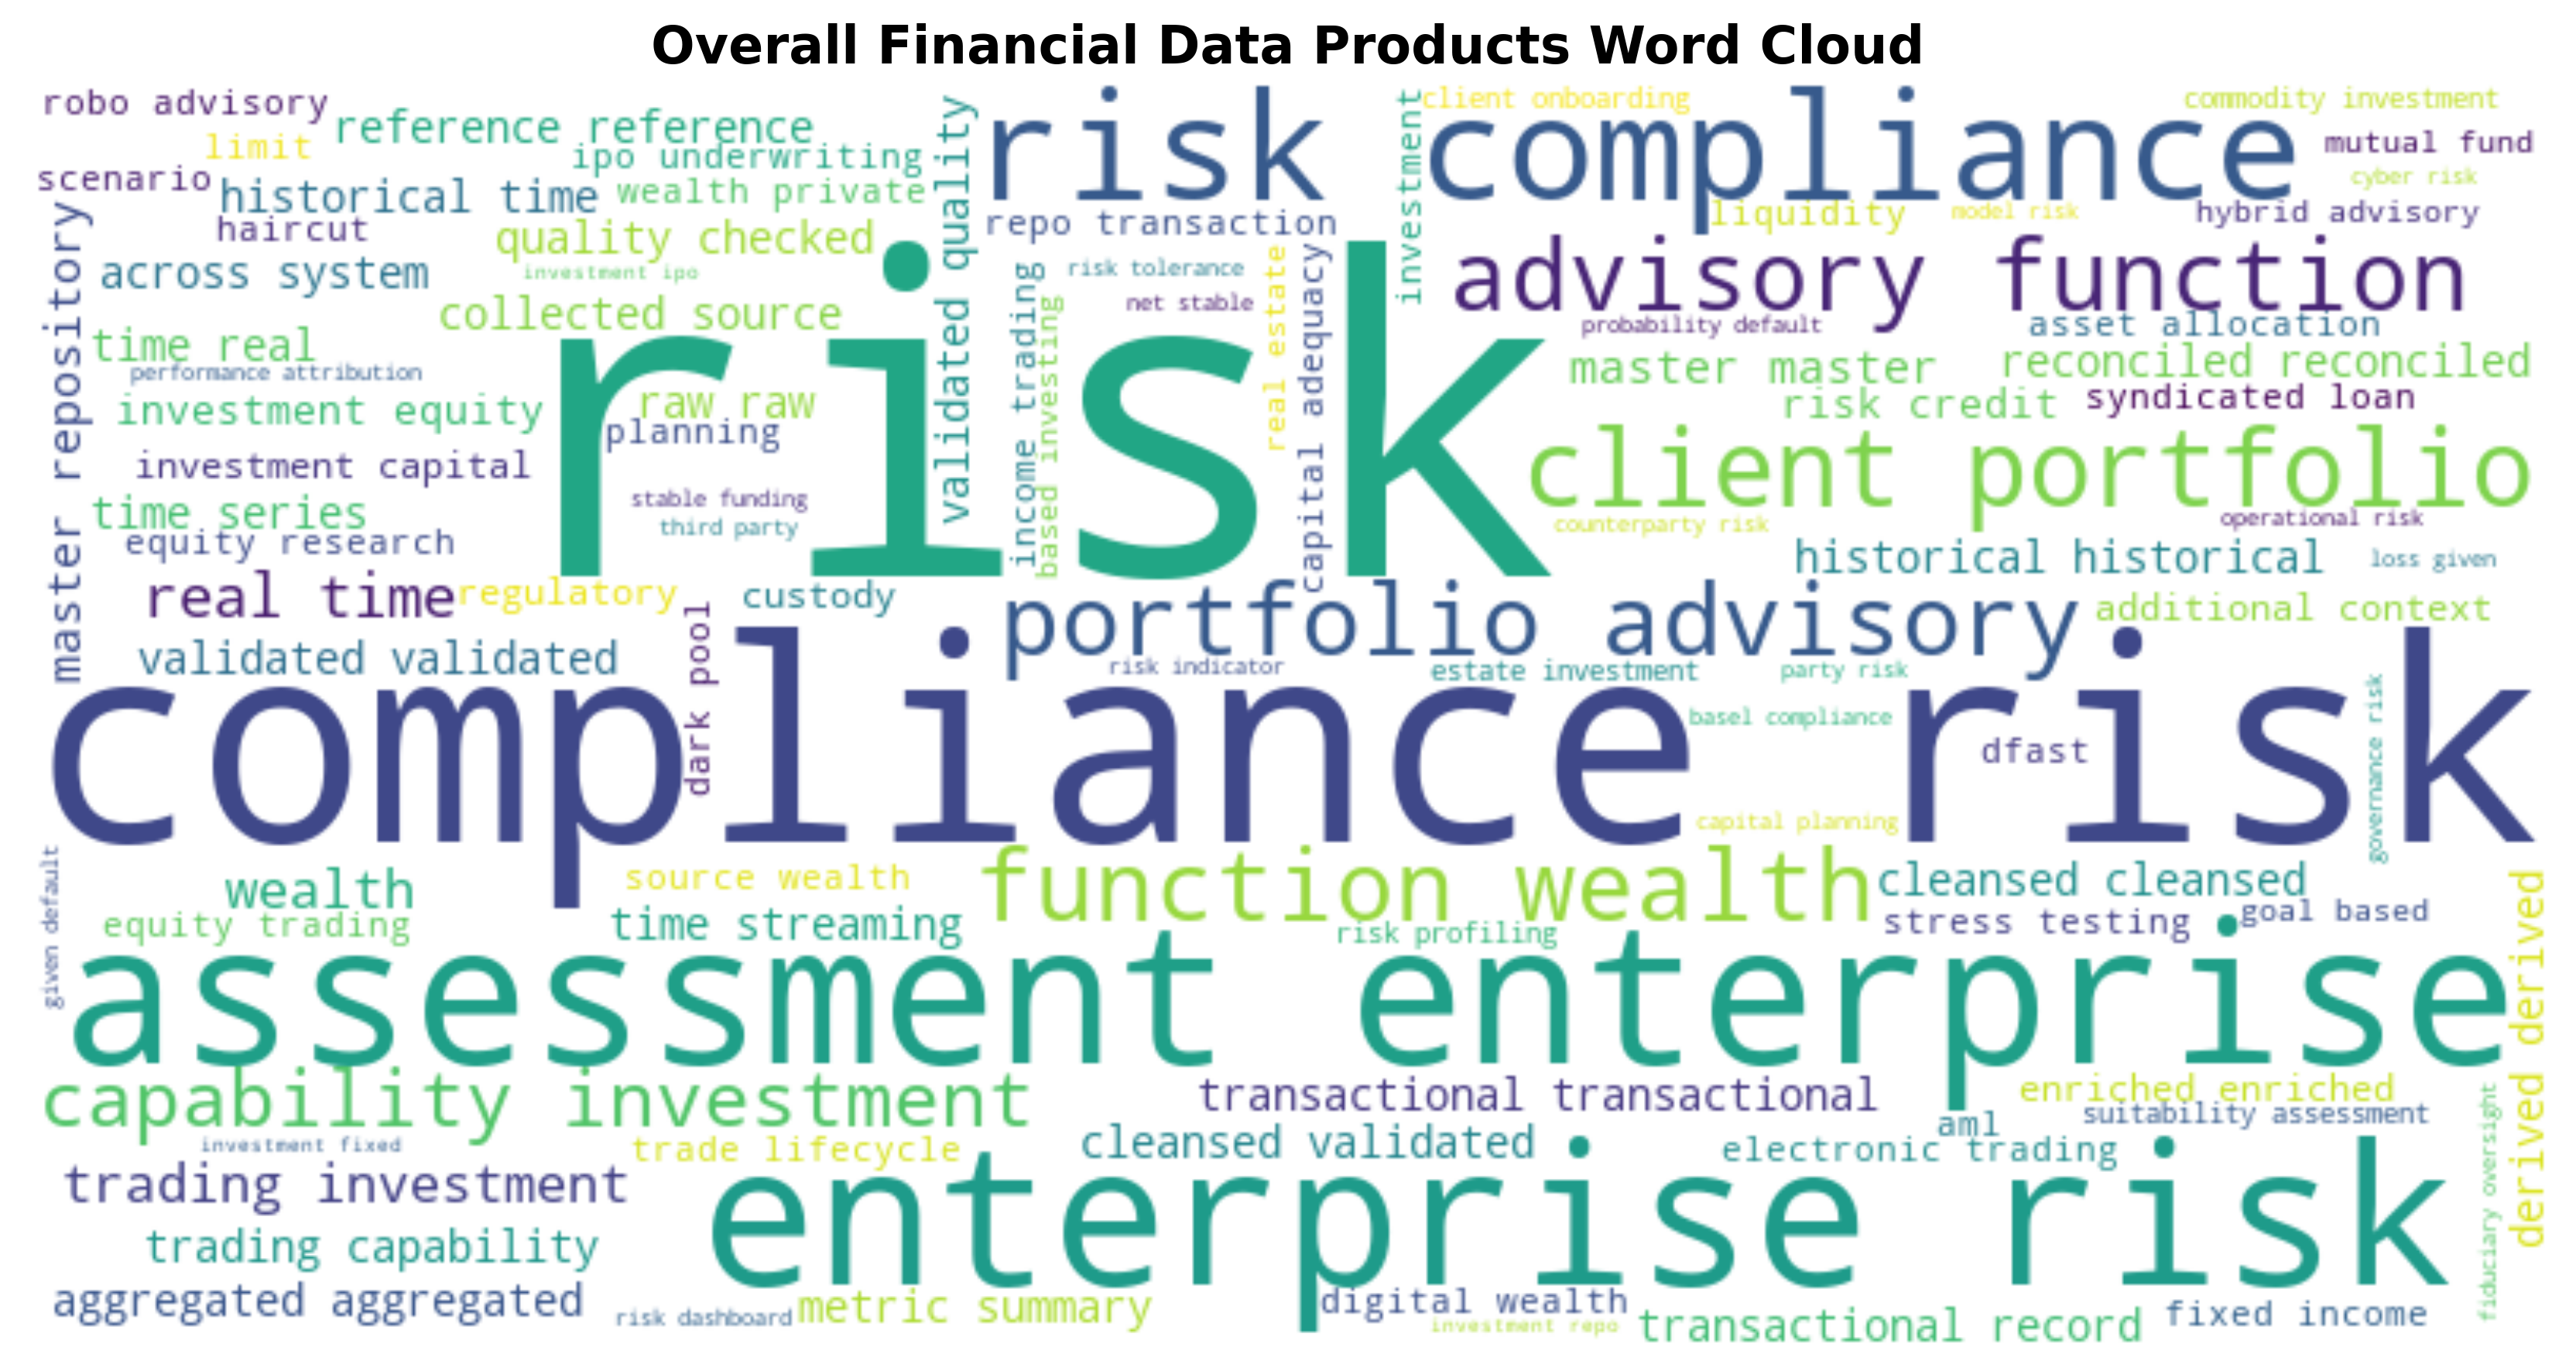 Overall Financial Data Products Word Cloud
robo advisory
reference reference
limit
ipo underwriting
scenario
historical time
wealth private
haircut
quality checked
across system
investment ipo
collected source
validated quality
master repository
time real
performance attribution
investment equity
raw raw
planning
investment capital
stable funding
time series
third party
equity research
real time
regulatory
custody
validated validated
dark pool
risk
repo transaction
risk tolerance
net stable
income trading
based investing
real estate
capital adequacy
investment
risk
client onboarding
compliance
commodity investment
mutual fund
cyber risk
liquidity
model risk
hybrid advisory
advisory function
probability default
asset allocation
master master
reconciled reconciled
risk credit
syndicated loan
client portfolio
counterparty risk
operational risk
historical historical
loss given
portfolio advisory
additional context
risk indicator
estate investment
party risk
compliance risk
basel compliance
dfast
governance risk
capital planning
given default
wealth
source wealth
function wealth
cleansed cleansed
equity trading
time streaming
risk profiling
stress testing
goal based
assessment enterprise
derived derived
capability investment
transactional transactional
enriched enriched
aml
suitability assessment
investment fixed
trade lifecycle
cleansed validated
electronic trading
fiduciary oversight
trading investment
enterprise risk
trading capability
aggregated aggregated
risk dashboard
metric summary
digital wealth
investment repo
transactional record
fixed income